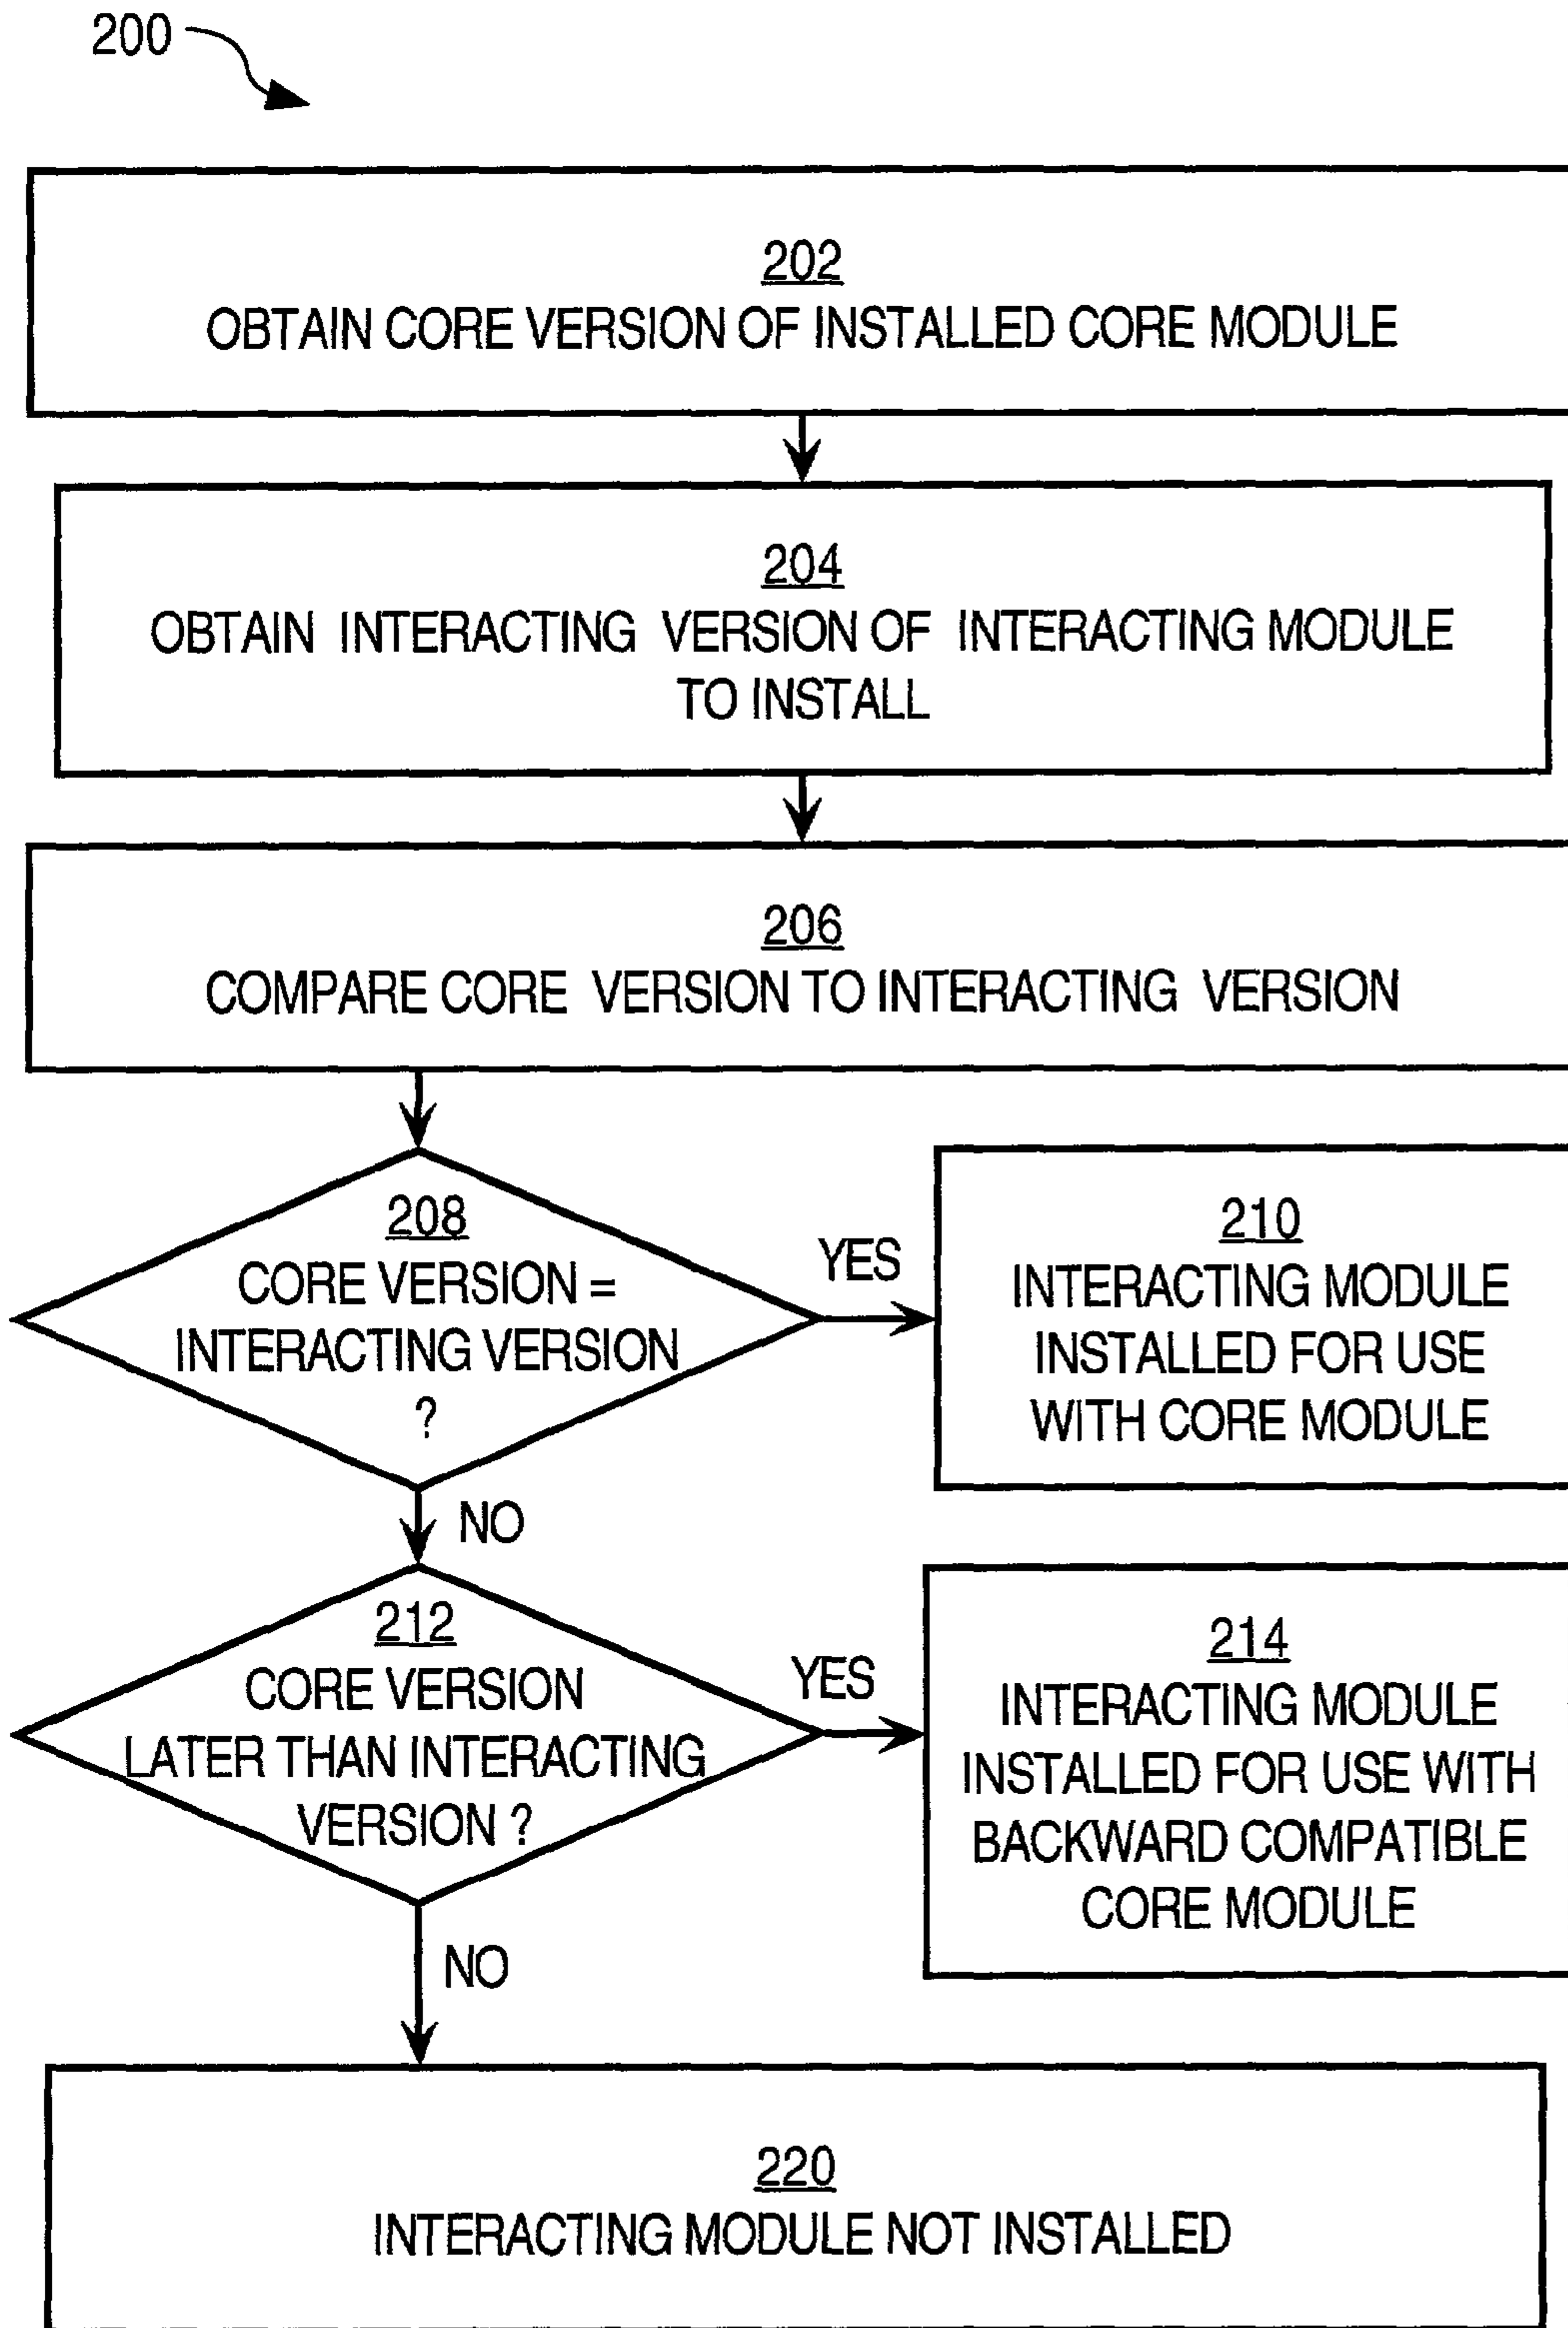 200
202
OBTAIN CORE VERSION OF INSTALLED CORE MODULE
204
OBTAIN INTERACTING VERSION OF INTERACTING MODULE
TO INSTALL
206
COMPARE CORE VERSION TO INTERACTING VERSION
208
CORE VERSION =
INTERACTING VERSION
?
YES
210
INTERACTING MODULE
INSTALLED FOR USE
WITH CORE MODULE
NO
212
CORE VERSION
LATER THAN INTERACTING
VERSION ?
YES
214
INTERACTING MODULE
INSTALLED FOR USE WITH
BACKWARD COMPATIBLE
CORE MODULE
NO
220
INTERACTING MODULE NOT INSTALLED